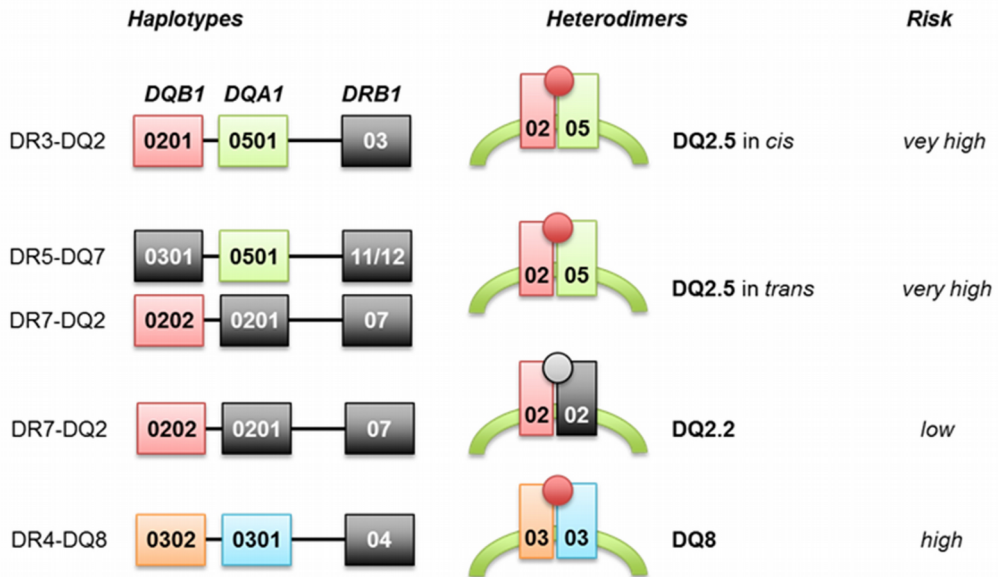 Haplotypes Heterodimers Risk
DQB1 DQA1 DRB1
DR3-DQ2 0201 0501 03 02 05 DQ2.5 in cis vey high
DR5-DQ7 0301 0501 11/12
02 05 DQ2.5 in trans very high
DR7-DQ2 0202 0201 07
DR7-DQ2 0202 0201 07 02 02 DQ2.2 low
DR4-DQ8 0302 0301 04 03 03 DQ8 high